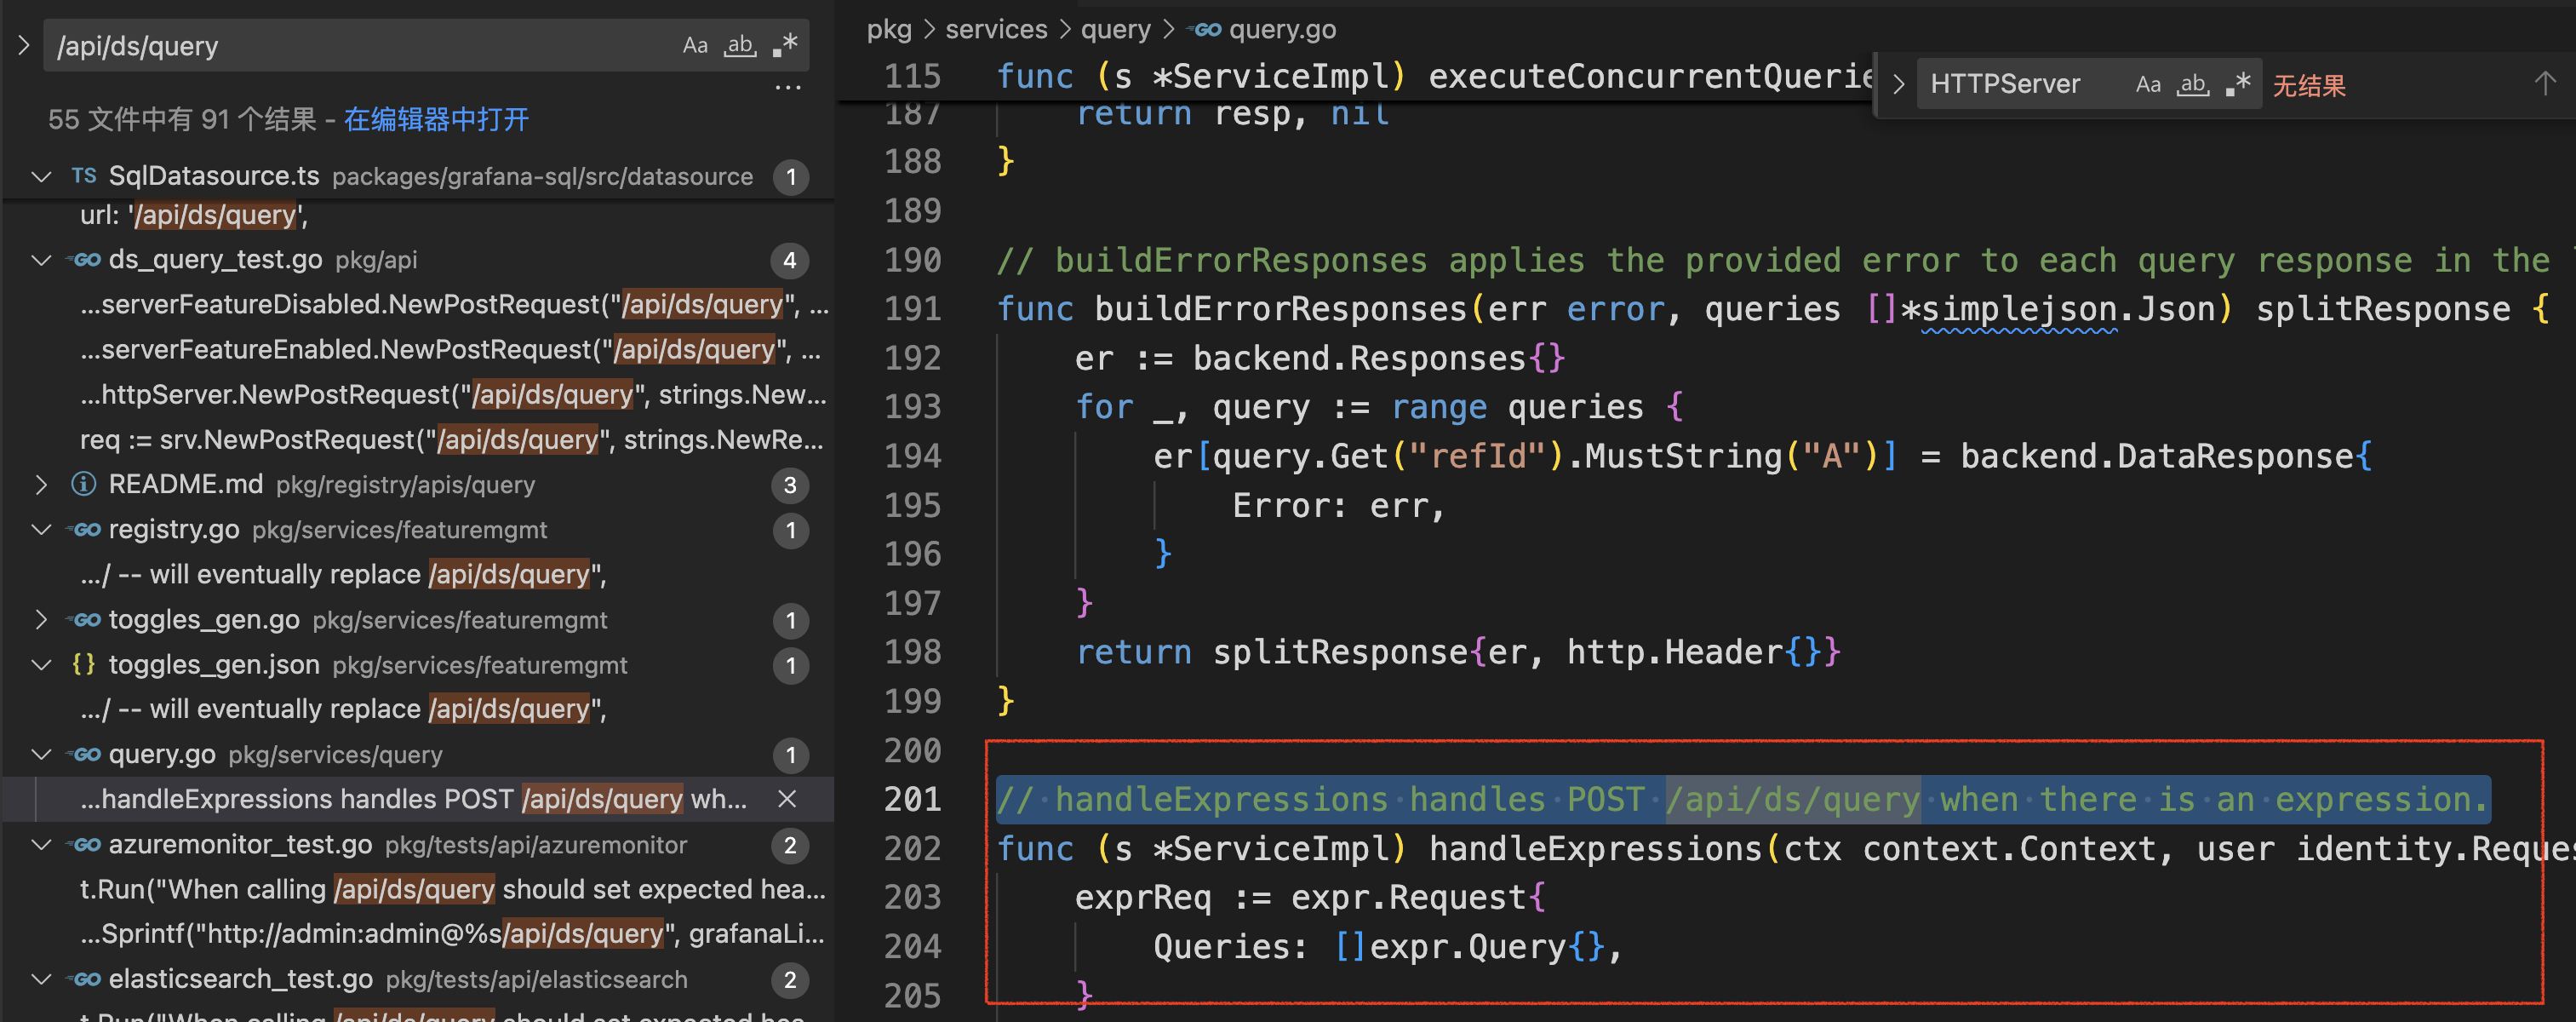 /api/ds/query
Aa ab .*
...
55 文件中有 91 个结果 - 在编辑器中打开
TS SqlDatasource.ts packages/grafana-sql/src/datasource 1
url: '/api/ds/query',
GO ds_query_test.go pkg/api 4
...serverFeatureDisabled.NewPostRequest("/api/ds/query", ...
...serverFeatureEnabled.NewPostRequest("/api/ds/query", ...
...httpServer.NewPostRequest("/api/ds/query", strings.New...
req := srv.NewPostRequest("/api/ds/query", strings.NewRe...
README.md pkg/registry/apis/query 3
GO registry.go pkg/services/featuremgmt 1
.../ -- will eventually replace /api/ds/query",
GO toggles_gen.go pkg/services/featuremgmt 1
{} toggles_gen.json pkg/services/featuremgmt 1
.../ -- will eventually replace /api/ds/query",
GO query.go pkg/services/query 1
...handleExpressions handles POST /api/ds/query wh...
GO azuremonitor_test.go pkg/tests/api/azuremonitor 2
t.Run("When calling /api/ds/query should set expected hea...
...Sprintf("http://admin:admin@%s/api/ds/query", grafanaLi...
GO elasticsearch_test.go pkg/tests/api/elasticsearch 2
t.Run("When calling /api/ds/query should set expected hea...
pkg > services > query > GO query.go
HTTPServer Aa ab .* 无结果
115 func (s *ServiceImpl) executeConcurrentQuerie
187 return resp, nil
188 }
189
190 // buildErrorResponses applies the provided error to each query response in the
191 func buildErrorResponses(err error, queries []*simplejson.Json) splitResponse {
192 er := backend.Responses{}
193 for _, query := range queries {
194 er[query.Get("refId").MustString("A")] = backend.DataResponse{
195 Error: err,
196 }
197 }
198 return splitResponse{er, http.Header{}}
199 }
200
201 // handleExpressions handles POST /api/ds/query when there is an expression.
202 func (s *ServiceImpl) handleExpressions(ctx context.Context, user identity.Reques
203 exprReq := expr.Request{
204 Queries: []expr.Query{},
205 }